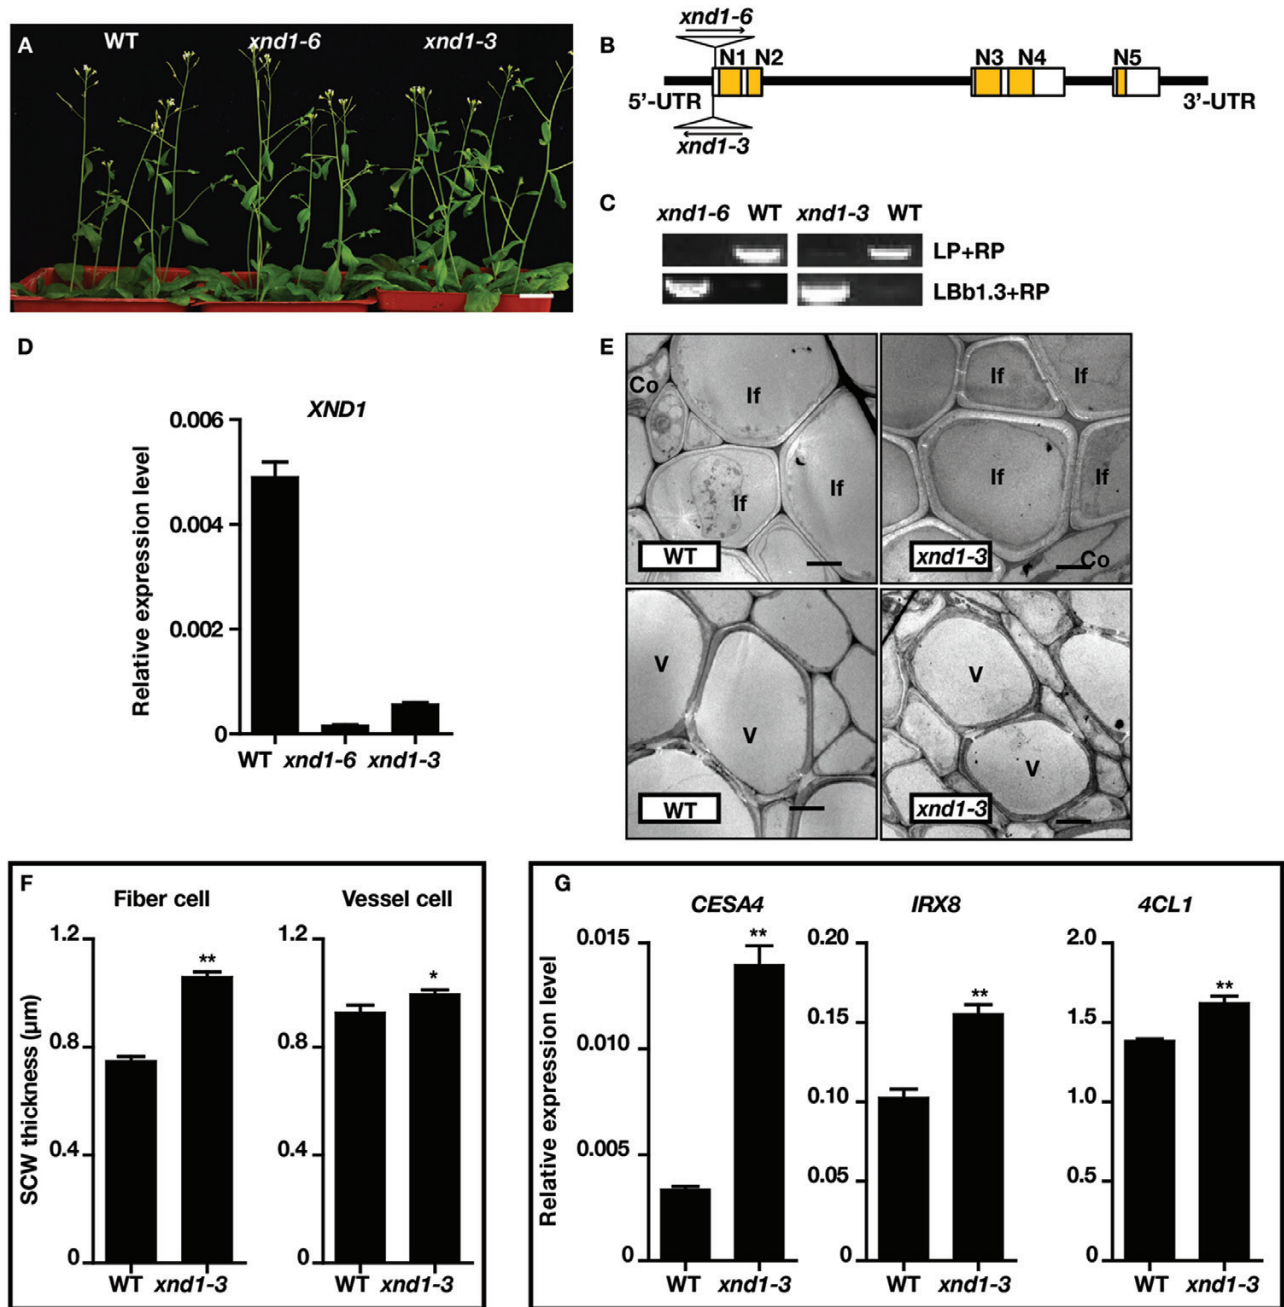 A
WT
xnd1-6
xnd1-3
B
xnd1-6
N1
N2
N3
N4
N5
5’-UTR
3’-UTR
xnd1-3
C
xnd1-6 WT xnd1-3 WT
LP+RP
LBb1.3+RP
D
XND1
Relative expression level
0.006
0.004
0.002
0
WT xnd1-6 xnd1-3
E
Co
If
If
If
WT
If
If
If
If
Co
xnd1-3
V
V
WT
V
V
xnd1-3
F
Fiber cell
Vessel cell
SCW thickness (μm)
1.2
0.8
0.4
0
**
WT xnd1-3
1.2
0.8
0.4
0
*
WT xnd1-3
G
CESA4
IRX8
4CL1
Relative expression level
0.015
0.010
0.005
0
**
WT xnd1-3
0.20
0.15
0.10
0.05
0
**
WT xnd1-3
2.0
1.5
1.0
0.5
0
**
WT xnd1-3